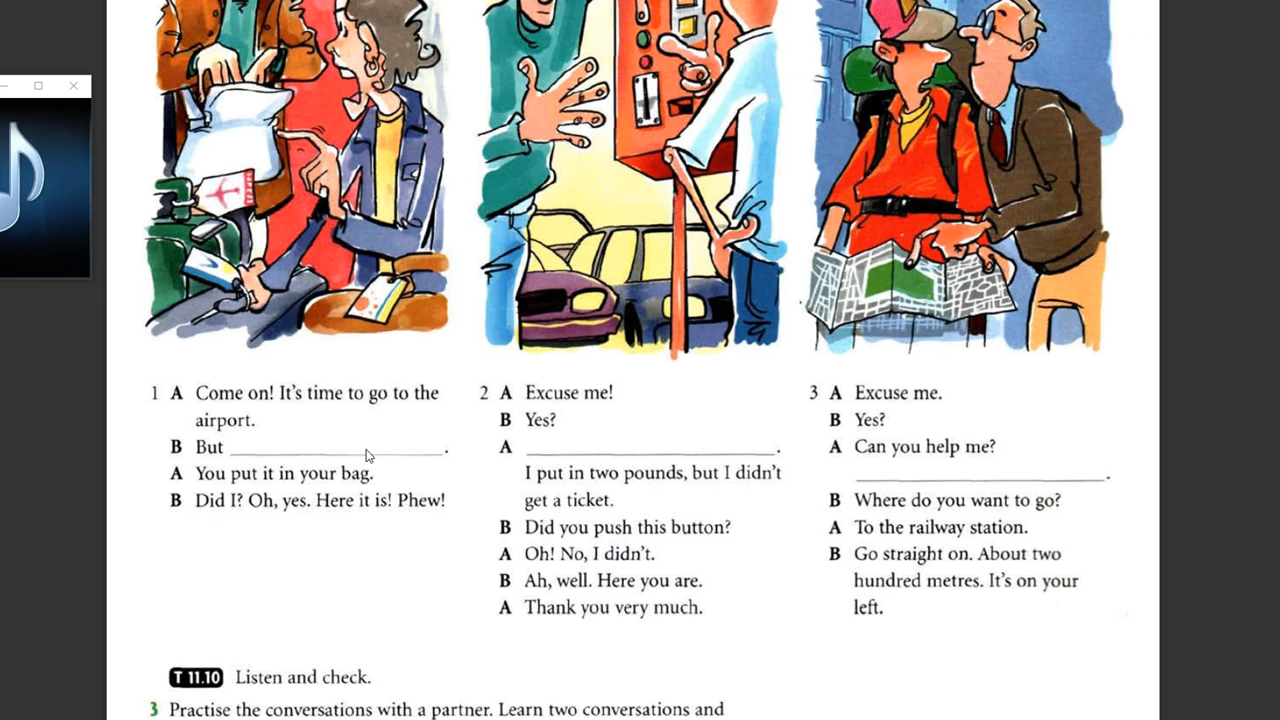 1 A Come on! It's time to go to the
airport.
B But ____________________.
A You put it in your bag.
B Did I? Oh, yes. Here it is! Phew!
2 A Excuse me!
B Yes?
A ____________________.
I put in two pounds, but I didn't
get a ticket.
B Did you push this button?
A Oh! No, I didn't.
B Ah, well. Here you are.
A Thank you very much.
3 A Excuse me.
B Yes?
A Can you help me?
____________________.
B Where do you want to go?
A To the railway station.
B Go straight on. About two
hundred metres. It's on your
left.
T 11.10 Listen and check.
3 Practise the conversations with a partner. Learn two conversations and